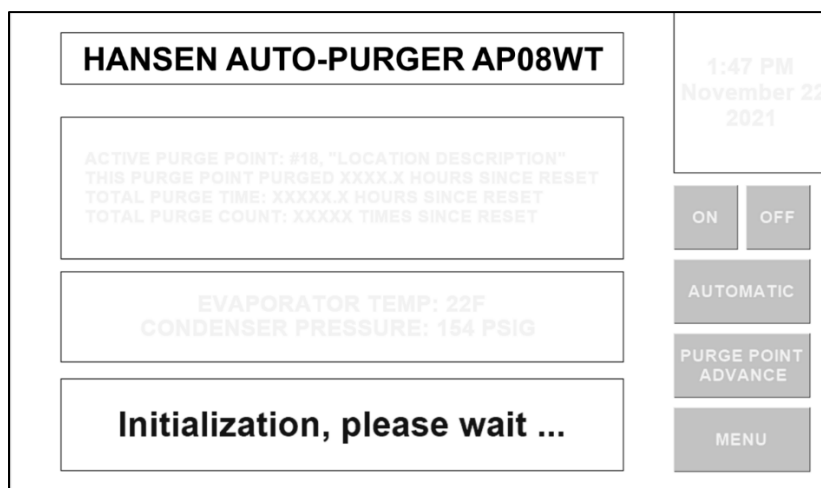 HANSEN AUTO-PURGER AP08WT
1:47 PM
November 22
2021
ACTIVE PURGE POINT: #18, "LOCATION DESCRIPTION"
THIS PURGE POINT PURGED XXXX.X HOURS SINCE RESET
TOTAL PURGE TIME: XXXXX.X HOURS SINCE RESET
TOTAL PURGE COUNT: XXXXX TIMES SINCE RESET
ON
OFF
EVAPORATOR TEMP: 22F
CONDENSER PRESSURE: 154 PSIG
AUTOMATIC
PURGE POINT
ADVANCE
Initialization, please wait ...
MENU